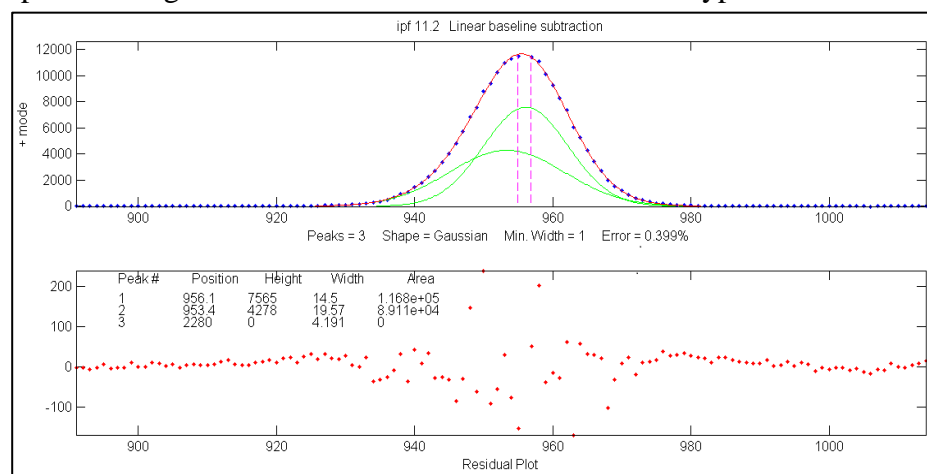 ipf 11.2 Linear baseline subtraction
12000
10000
8000
6000
4000
2000
0
+ mode
900 920 940 960 980 1000
Peaks = 3 Shape = Gaussian Min. Width = 1 Error = 0.399%
Peak # Position Height Width Area
1 956.1 7565 14.5 1.168e+05
2 953.4 4278 19.57 8.911e+04
3 2280 0 4.191 0
200
100
0
-100
900 920 940 960 980 1000
Residual Plot